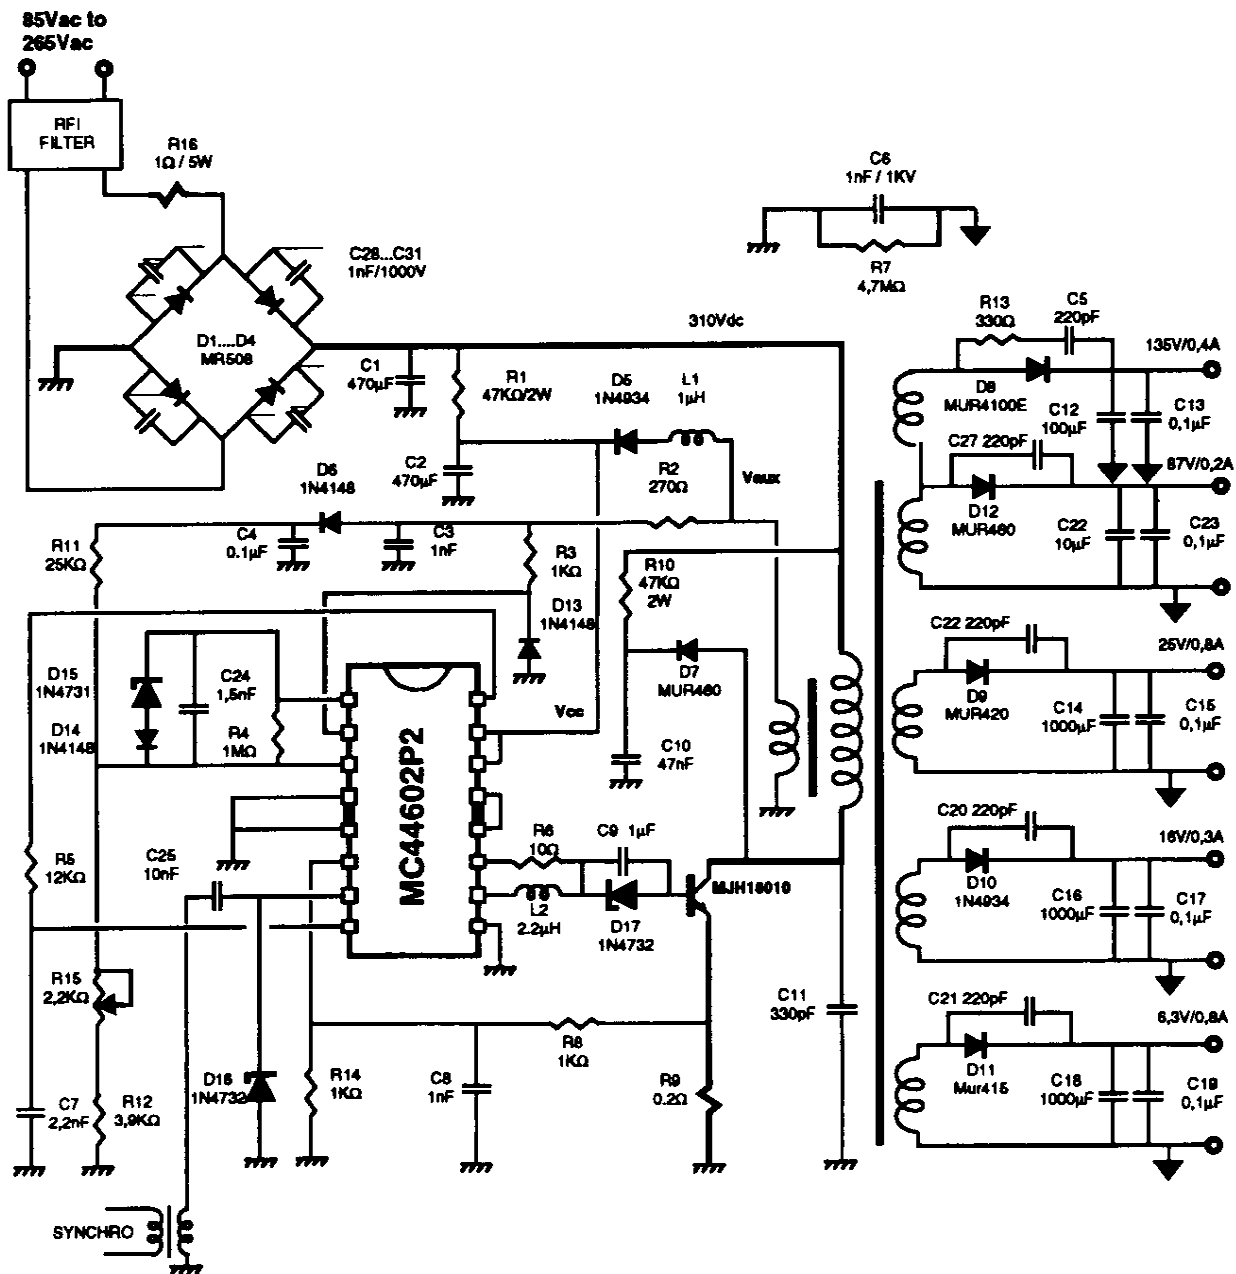 85Vac to
265Vac
RFI
FILTER
R16
1Ω / 5W
C6
1nF / 1KV
R7
4,7MΩ
C28...C31
1nF/1000V
D1....D4
MR508
310Vdc
C1
470µF
R1
47KΩ/2W
D5
1N4934
L1
1µH
R13
330Ω
C5
220pF
135V/0,4A
D8
MUR4100E
C12
100µF
C13
0,1µF
C27 220pF
87V/0,2A
D6
1N4148
C2
470µF
R2
270Ω
Vaux
D12
MUR460
C22
10µF
C23
0,1µF
R11
25KΩ
C4
0.1µF
C3
1nF
R3
1KΩ
R10
47KΩ
2W
D13
1N4148
C22 220pF
25V/0,8A
D15
1N4731
C24
1,5nF
D14
1N4148
R4
1MΩ
Vcc
D7
MUR460
D9
MUR420
C14
1000µF
C15
0,1µF
C10
47nF
MC44602P2
C20 220pF
16V/0,3A
R5
12KΩ
C25
10nF
R6
10Ω
C9 1µF
MJH18010
L2
2.2µH
D17
1N4732
D10
1N4934
C16
1000µF
C17
0,1µF
R15
2,2KΩ
C11
330pF
C21 220pF
6,3V/0,8A
R8
1KΩ
D16
1N4732
R14
1KΩ
C8
1nF
R9
0.2Ω
D11
Mur415
C18
1000µF
C19
0,1µF
C7
2,2nF
R12
3,9KΩ
SYNCHRO